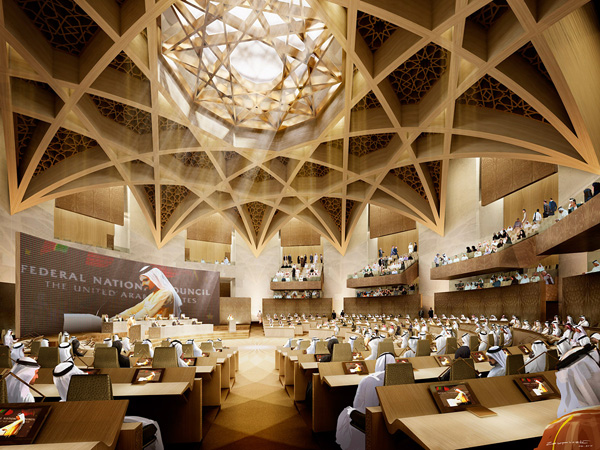 FEDERAL NATIONAL COUNCIL
THE UNITED ARAB EMIRATES